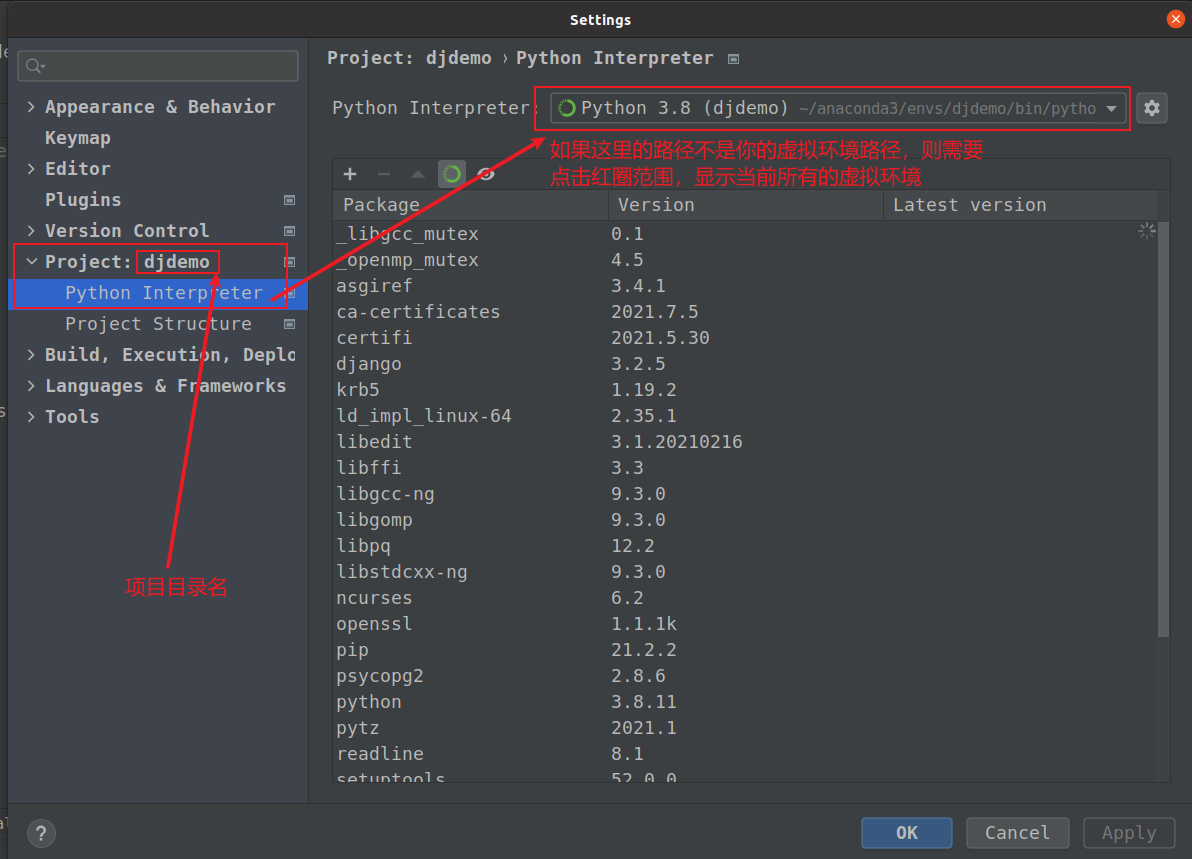 Settings
Project: djdemo › Python Interpreter
Python Interpreter:
Python 3.8 (djdemo) ~/anaconda3/envs/djdemo/bin/pytho
如果这里的路径不是你的虚拟环境路径，则需要
点击红圈范围，显示当前所有的虚拟环境
Appearance & Behavior
Keymap
Editor
Plugins
Version Control
Project: djdemo
Python Interpreter
Project Structure
Build, Execution, Deplo
Languages & Frameworks
Tools
项目目录名
Package Version Latest version
_libgcc_mutex 0.1
_openmp_mutex 4.5
asgiref 3.4.1
ca-certificates 2021.7.5
certifi 2021.5.30
django 3.2.5
krb5 1.19.2
ld_impl_linux-64 2.35.1
libedit 3.1.20210216
libffi 3.3
libgcc-ng 9.3.0
libgomp 9.3.0
libpq 12.2
libstdcxx-ng 9.3.0
ncurses 6.2
openssl 1.1.1k
pip 21.2.2
psycopg2 2.8.6
python 3.8.11
pytz 2021.1
readline 8.1
setuptools 52.0.0
?
OK Cancel Apply